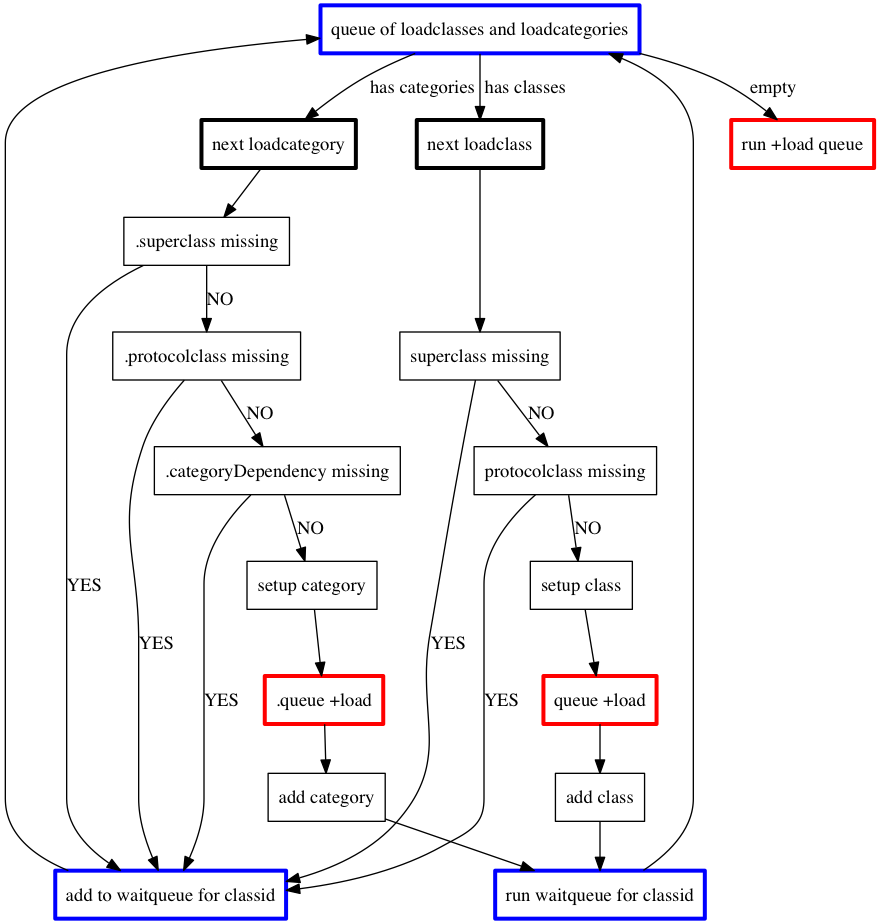 queue of loadclasses and loadcategories
has categories
has classes
empty
next loadcategory
next loadclass
run +load queue
.superclass missing
NO
.protocolclass missing
superclass missing
NO
NO
.categoryDependency missing
protocolclass missing
NO
NO
YES
setup category
setup class
YES
YES
YES
YES
.queue +load
queue +load
add category
add class
add to waitqueue for classid
run waitqueue for classid